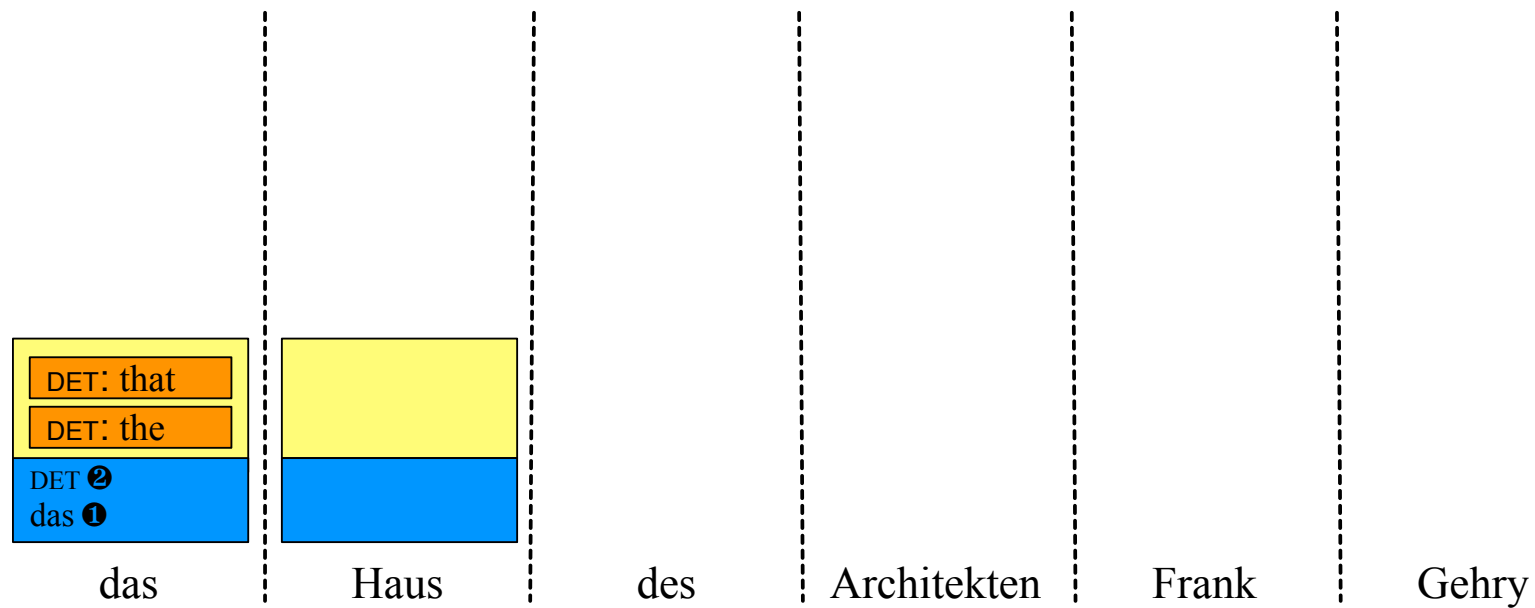 DET: that
DET: the
DET ❷
das ❶
das Haus des Architekten Frank Gehry